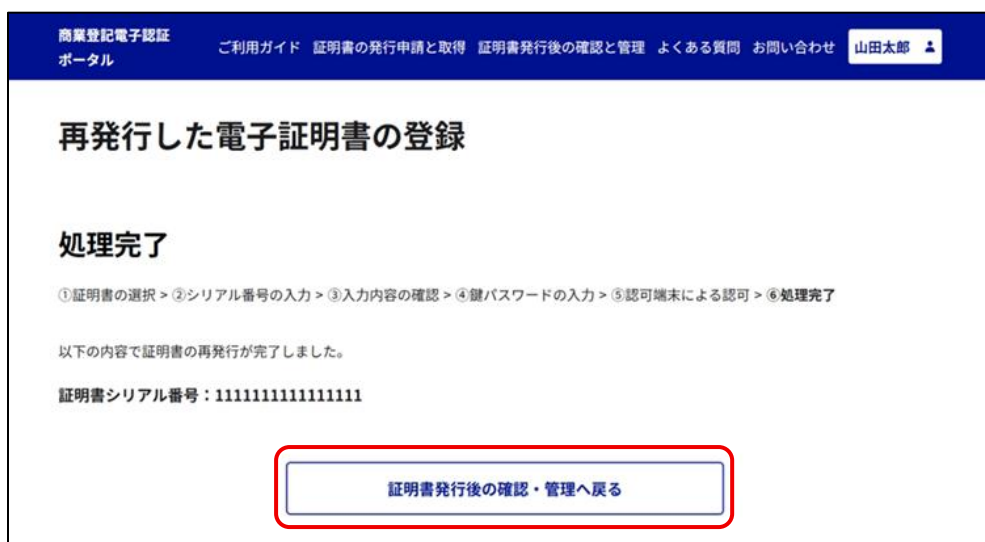 商業登記電子認証
ポータル
ご利用ガイド 証明書の発行申請と取得 証明書発行後の確認と管理 よくある質問 お問い合わせ 山田太郎
再発行した電子証明書の登録
処理完了
①証明書の選択 > ②シリアル番号の入力 > ③入力内容の確認 > ④鍵パスワードの入力 > ⑤認可端末による認可 > ⑥処理完了
以下の内容で証明書の再発行が完了しました。
証明書シリアル番号：1111111111111111
証明書発行後の確認・管理へ戻る